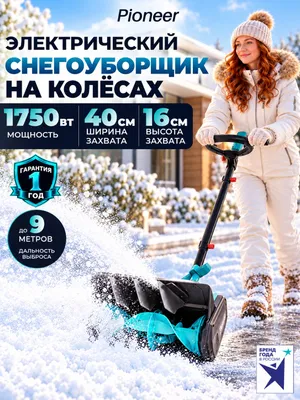 Pioneer
ЭЛЕКТРИЧЕСКИЙ
СНЕГОУБОРЩИК
НА КОЛЁСАХ
1750ВТ
МОЩНОСТЬ
40СМ
ШИРИНА
ЗАХВАТА
16СМ
ВЫСОТА
ЗАХВАТА
ГАРАНТИЯ
1
ГОД
ДО 9
МЕТРОВ
ДАЛЬНОСТЬ
ВЫБРОСА
БРЕНД
ГОДА
В РОССИИ